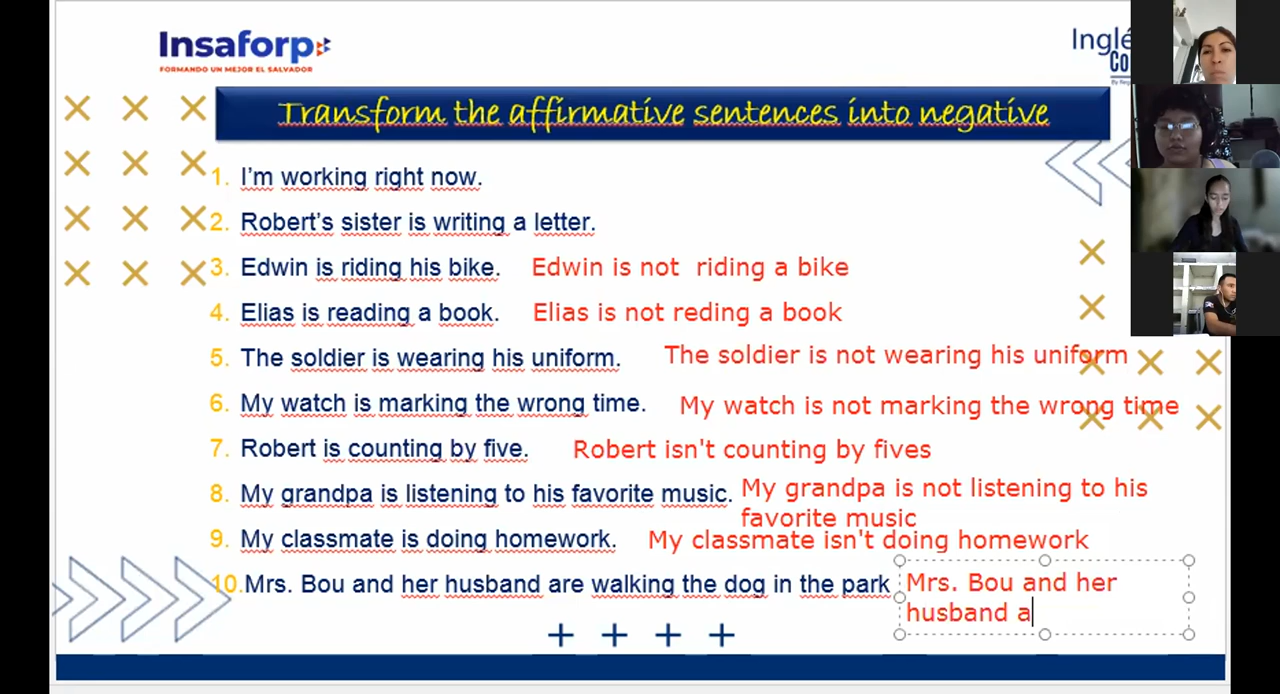 Insaforp
FORMANDO UN MEJOR EL SALVADOR
Transform the affirmative sentences into negative
1. I'm working right now.
2. Robert's sister is writing a letter.
3. Edwin is riding his bike. Edwin is not riding a bike
4. Elias is reading a book. Elias is not reding a book
5. The soldier is wearing his uniform. The soldier is not wearing his uniform
6. My watch is marking the wrong time. My watch is not marking the wrong time
7. Robert is counting by five. Robert isn't counting by fives
8. My grandpa is listening to his favorite music. My grandpa is not listening to his
favorite music
9. My classmate is doing homework. My classmate isn't doing homework
10. Mrs. Bou and her husband are walking the dog in the park Mrs. Bou and her
husband a